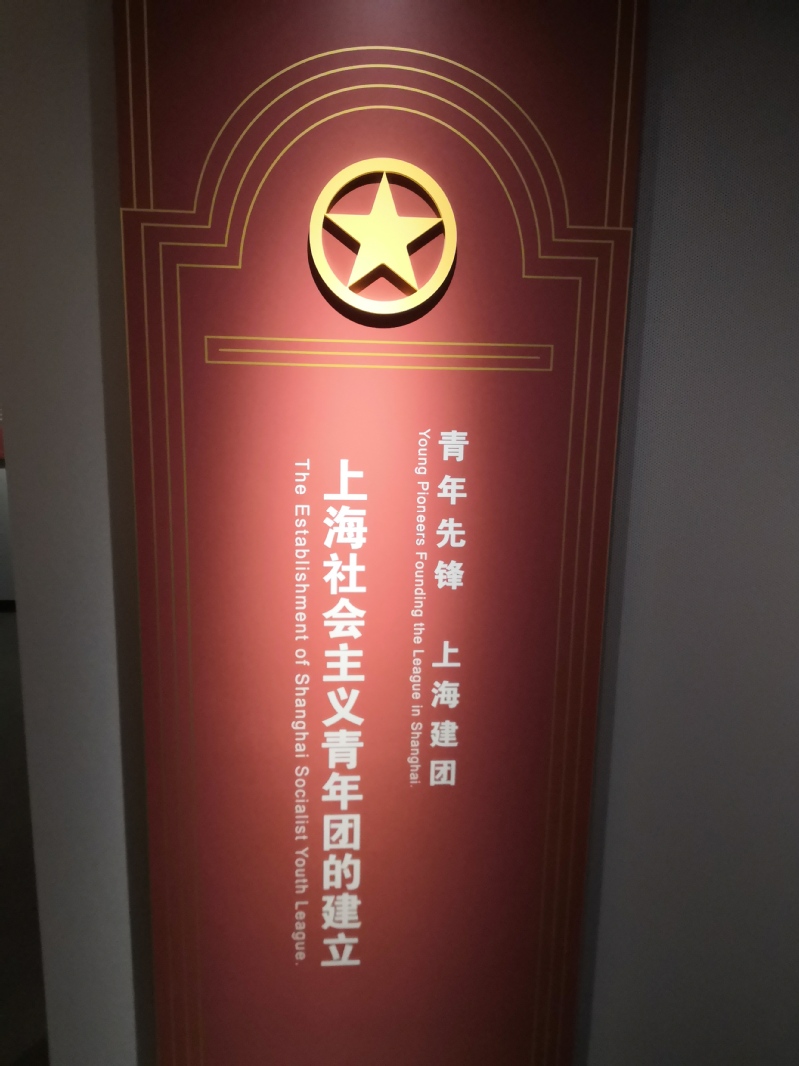 青年先锋 上海建团
Young Pioneers Founding the League in Shanghai.
上海社会主义青年团的建立
The Establishment of Shanghai Socialist Youth League.